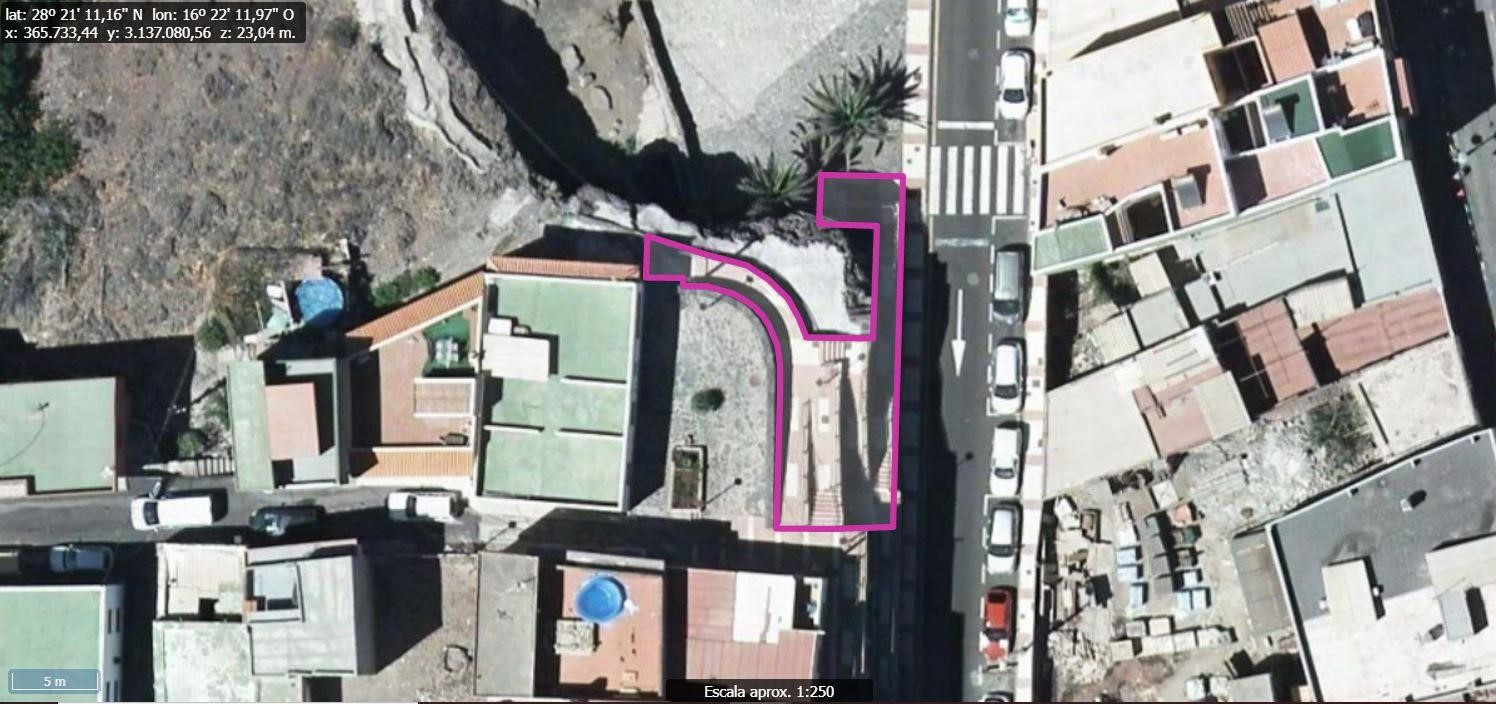 lat: 28º 21' 11,16" N lon: 16º 22' 11,97" O
x: 365.733,44 y: 3.137.080,56 z: 23,04 m.
5 m
Escala aprox. 1:250